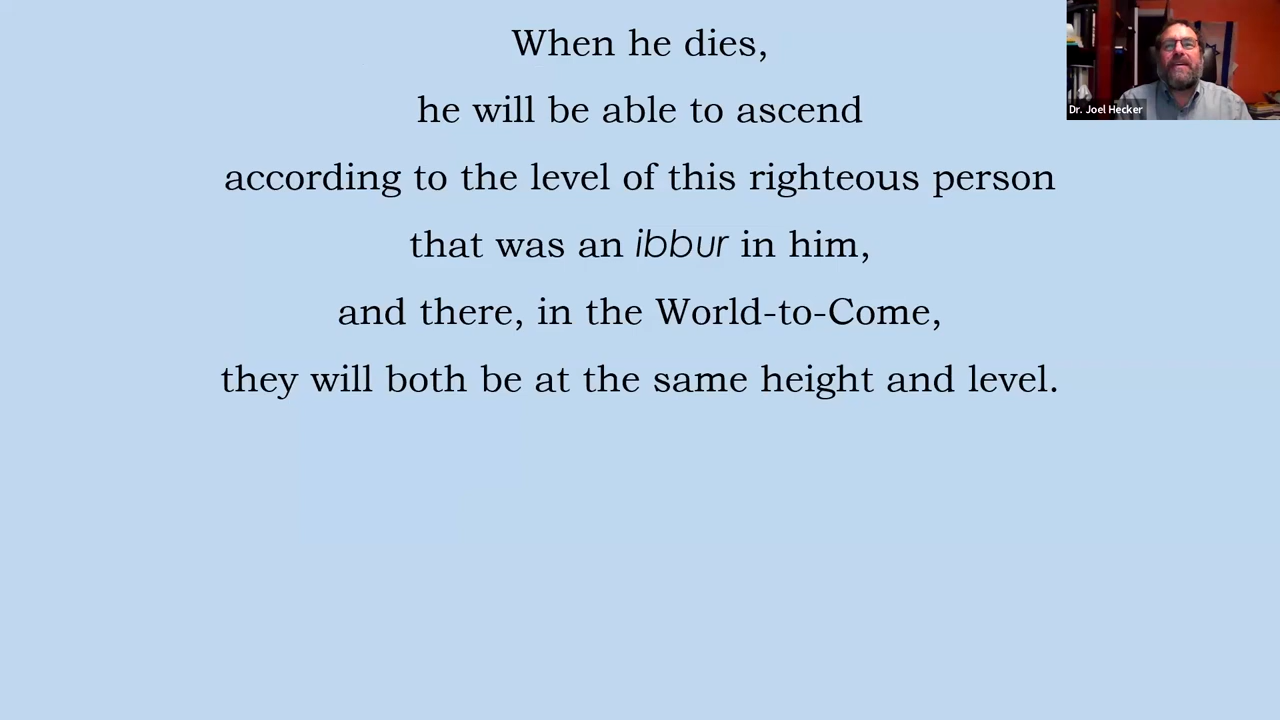 When he dies,
he will be able to ascend
according to the level of this righteous person
that was an ibbur in him,
and there, in the World-to-Come,
they will both be at the same height and level.
Dr. Joel Hecker